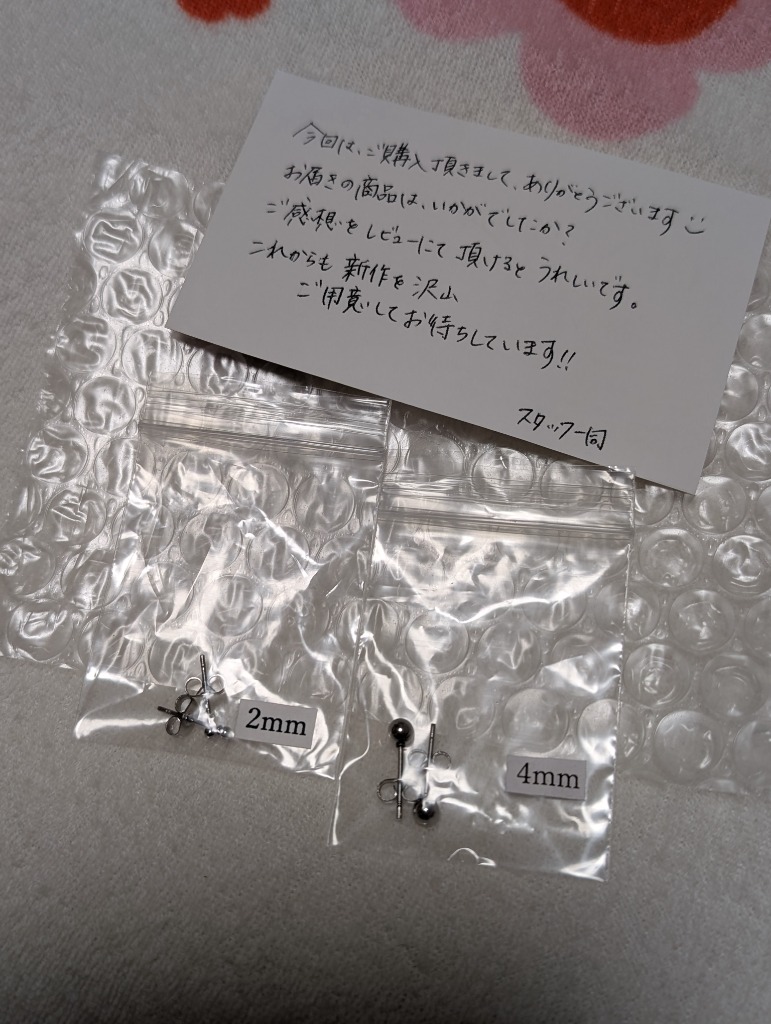 今回は、ご購入頂きまして、ありがとうございます
お届きの商品は、いかがでしたか?
ご感想をレビューにて頂けるとうれしいです。
これからも新作を沢山
ご用意してお待ちしています!!
スタッフ一同
2mm
4mm